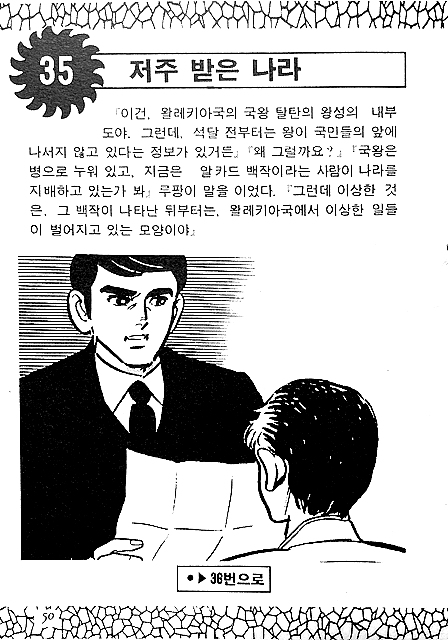 35 저주 받은 나라
『이건, 왈레키아국의 국왕 탈탄의 왕성의 내부
도야. 그런데, 석달 전부터는 왕이 국민들의 앞에
나서지 않고 있다는 정보가 있거든』『왜 그럴까요?』『국왕은
병으로 누워 있고, 지금은 알카드 백작이라는 사람이 나라를
지배하고 있는가 봐』루팡이 말을 이었다. 『그런데 이상한 것
은, 그 백작이 나타난 뒤부터는, 왈레키아국에서 이상한 일들
이 벌어지고 있는 모양이야』
●▶36번으로
50